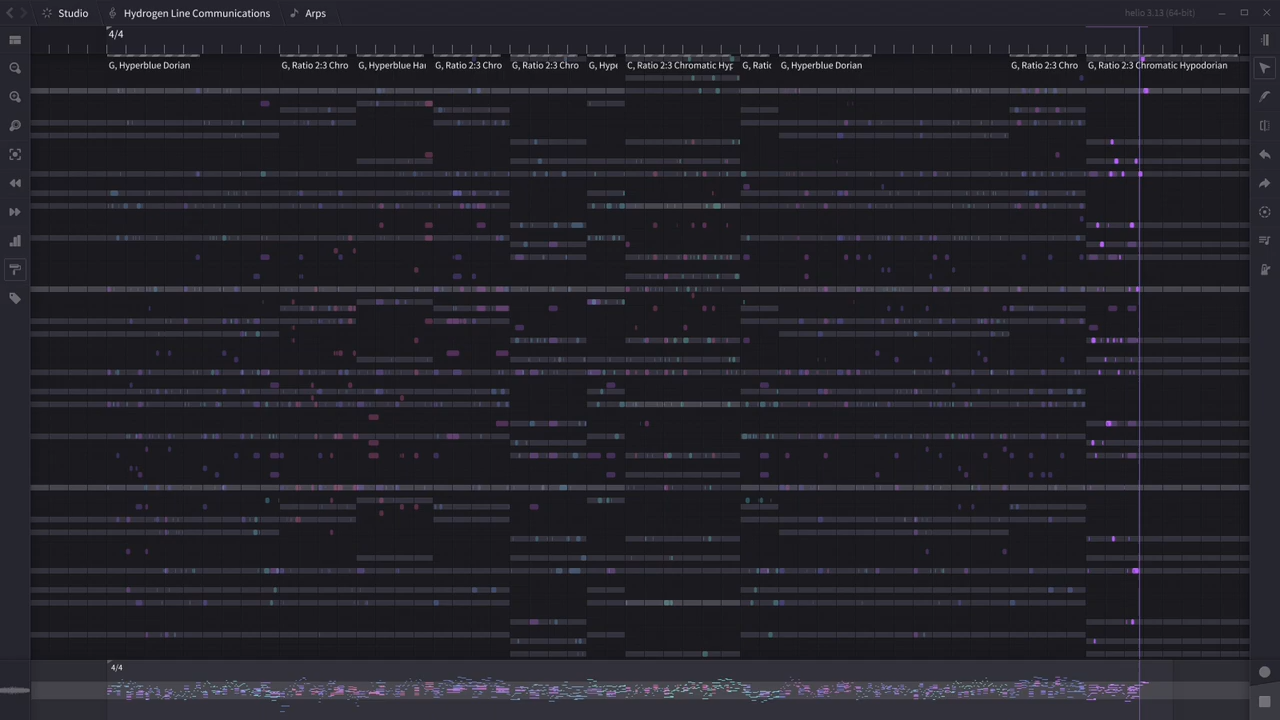 Studio
Hydrogen Line Communications
Arps
hello 3.13 (64-bit)
4/4
G, Hyperblue Dorian
G, Ratio 2:3 Chro
G, Hyperblue Har
G, Ratio 2:3 Chro
G, Ratio 2:3 Chro
G, Hyp
C, Ratio 2:3 Chromatic Hyp
G, Ratic
G, Hyperblue Dorian
G, Ratio 2:3 Chro
G, Ratio 2:3 Chromatic Hypodorian
4/4